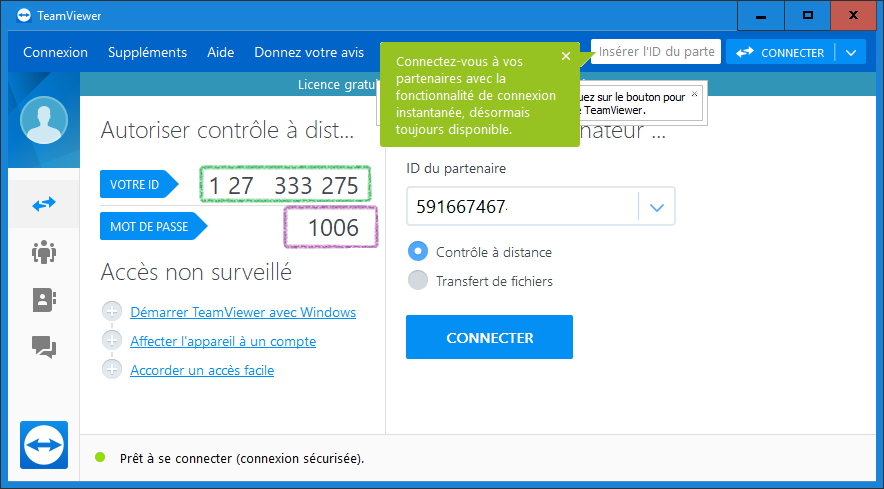 TeamViewer
Connexion Suppléments Aide Donnez votre avis
Insérer l'ID du parte
CONNECTER
Connectez-vous à vos
partenaires avec la
fonctionnalité de connexion
instantanée, désormais
toujours disponible.
Licence gratu
uez sur le bouton pour
e TeamViewer.
Autoriser contrôle à dist...
VOTRE ID
1 27 333 275
MOT DE PASSE
1006
Accès non surveillé
Démarrer TeamViewer avec Windows
Affecter l'appareil à un compte
Accorder un accès facile
nateur ...
ID du partenaire
591667467
Contrôle à distance
Transfert de fichiers
CONNECTER
Prêt à se connecter (connexion sécurisée).